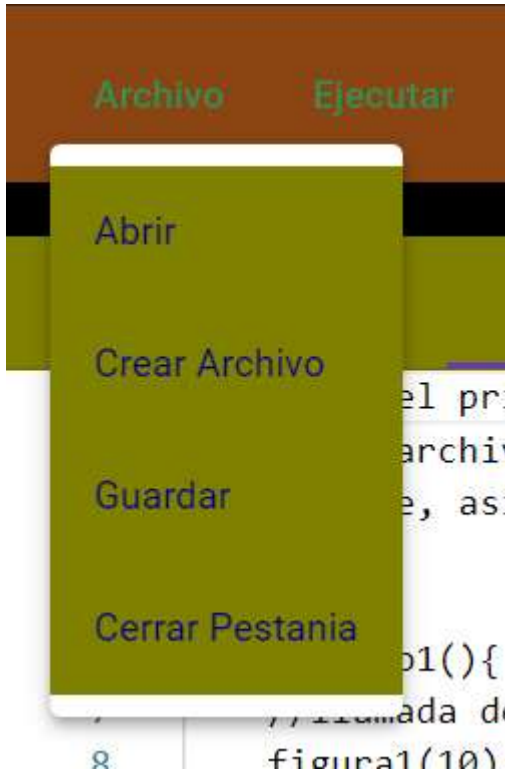 Archivo Ejecutar
Abrir
Crear Archivo
el pri
archiv
Guardar
, asi
Cerrar Pestania
o1(){
8 figura1(10)